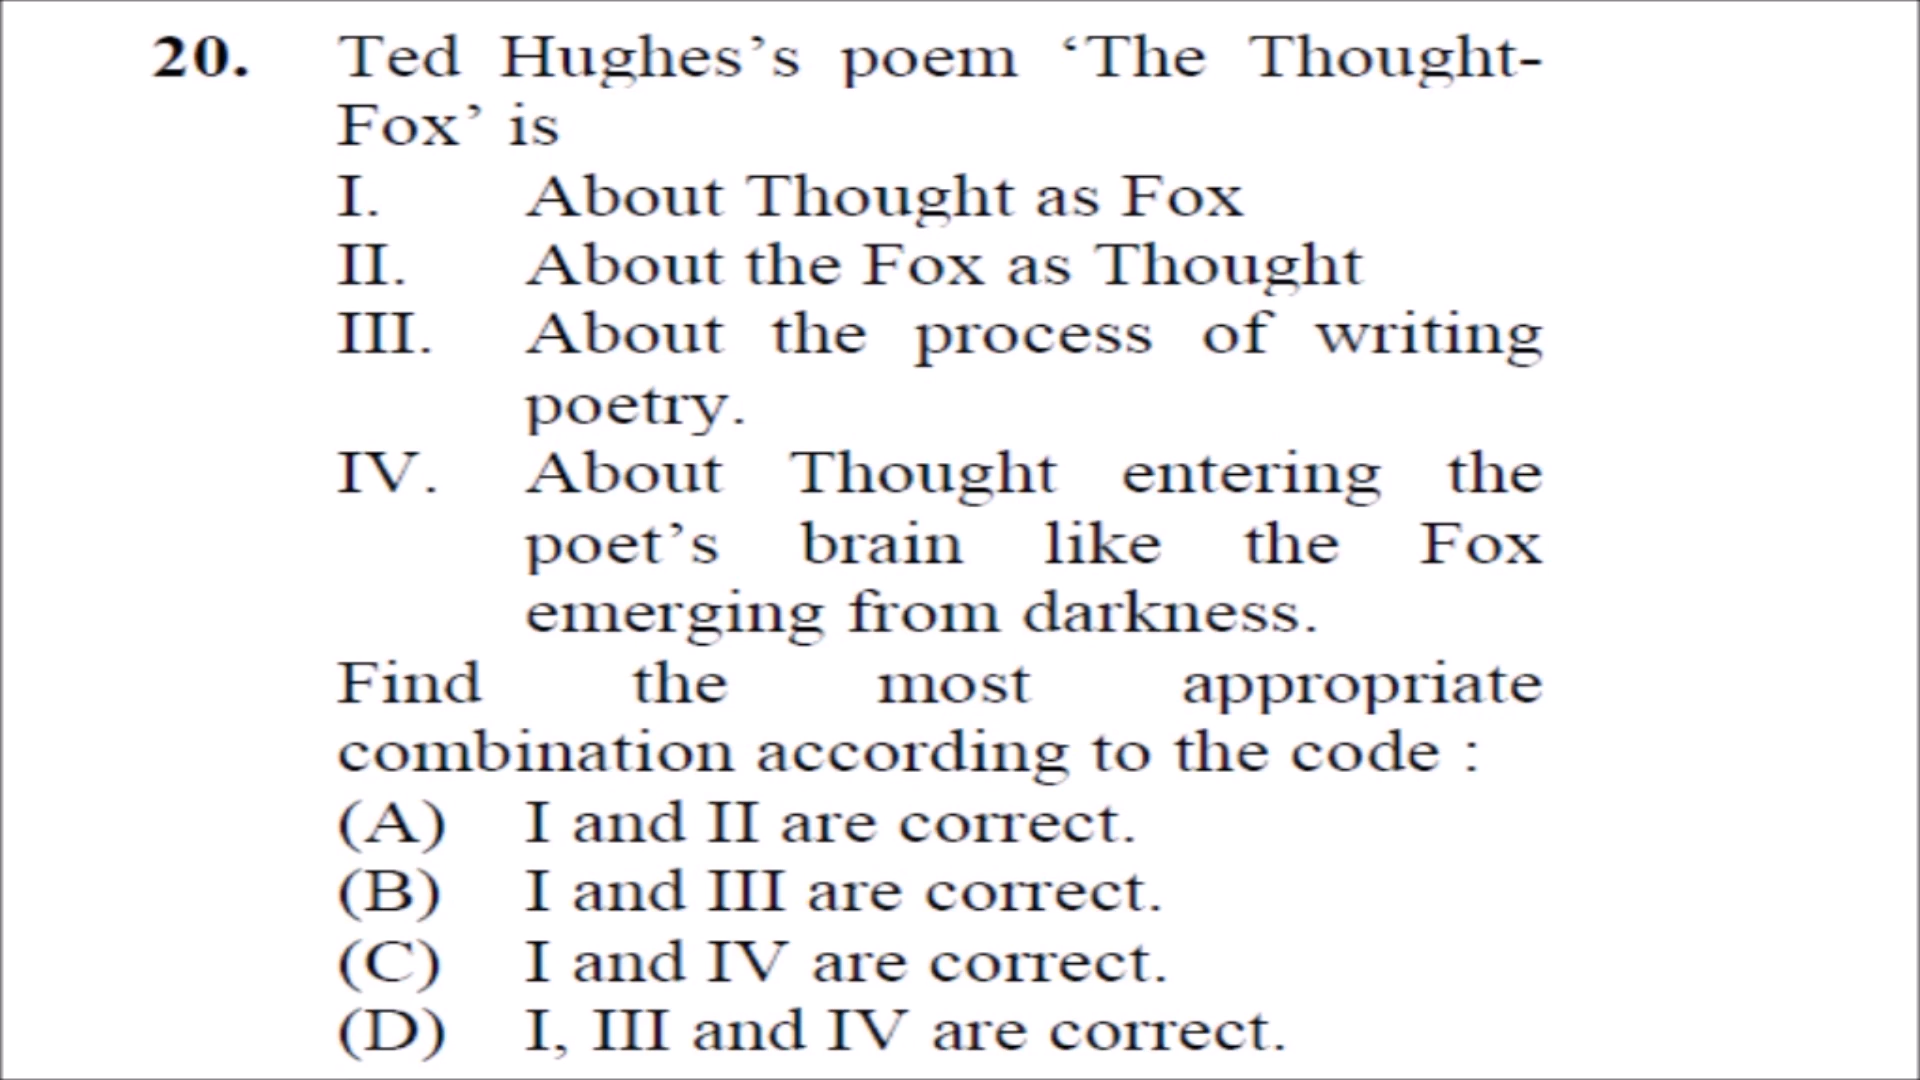 20. Ted Hughes’s poem ‘The Thought-
Fox’ is
I. About Thought as Fox
II. About the Fox as Thought
III. About the process of writing
poetry.
IV. About Thought entering the
poet’s brain like the Fox
emerging from darkness.
Find the most appropriate
combination according to the code :
(A) I and II are correct.
(B) I and III are correct.
(C) I and IV are correct.
(D) I, III and IV are correct.